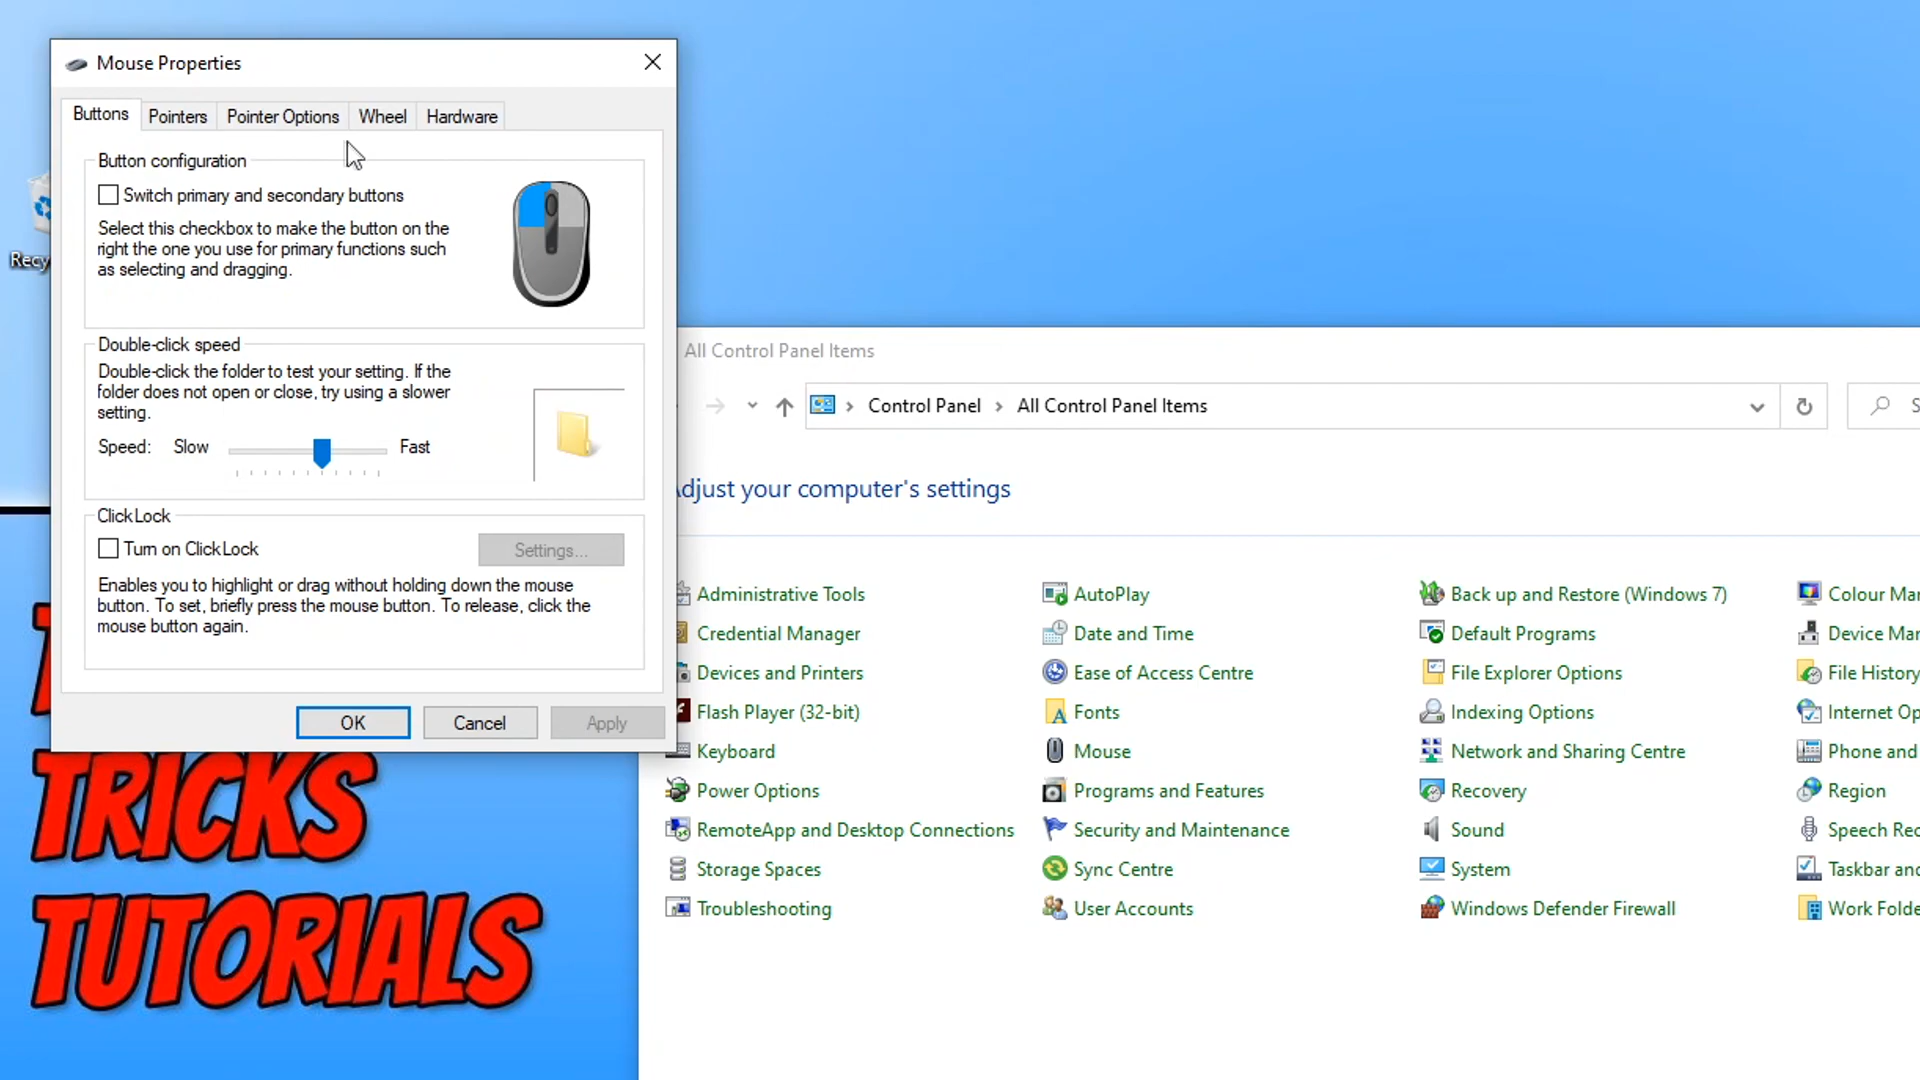 Mouse Properties
Buttons
Pointers
Pointer Options
Wheel
Hardware
Button configuration
Switch primary and secondary buttons
Select this checkbox to make the button on the
right the one you use for primary functions such
as selecting and dragging.
Double-click speed
Double-click the folder to test your setting. If the
folder does not open or close, try using a slower
setting.
Speed: Slow Fast
ClickLock
Turn on ClickLock
Settings...
Enables you to highlight or drag without holding down the mouse
button. To set, briefly press the mouse button. To release, click the
mouse button again.
OK
Cancel
Apply
Recy
TRICKS
TUTORIALS
All Control Panel Items
Control Panel > All Control Panel Items
Adjust your computer's settings
Administrative Tools
AutoPlay
Back up and Restore (Windows 7)
Colour Ma
Credential Manager
Date and Time
Default Programs
Device Ma
Devices and Printers
Ease of Access Centre
File Explorer Options
File History
Flash Player (32-bit)
Fonts
Indexing Options
Internet Op
Keyboard
Mouse
Network and Sharing Centre
Phone and
Power Options
Programs and Features
Recovery
Region
RemoteApp and Desktop Connections
Security and Maintenance
Sound
Speech Rec
Storage Spaces
Sync Centre
System
Taskbar and
Troubleshooting
User Accounts
Windows Defender Firewall
Work Folde